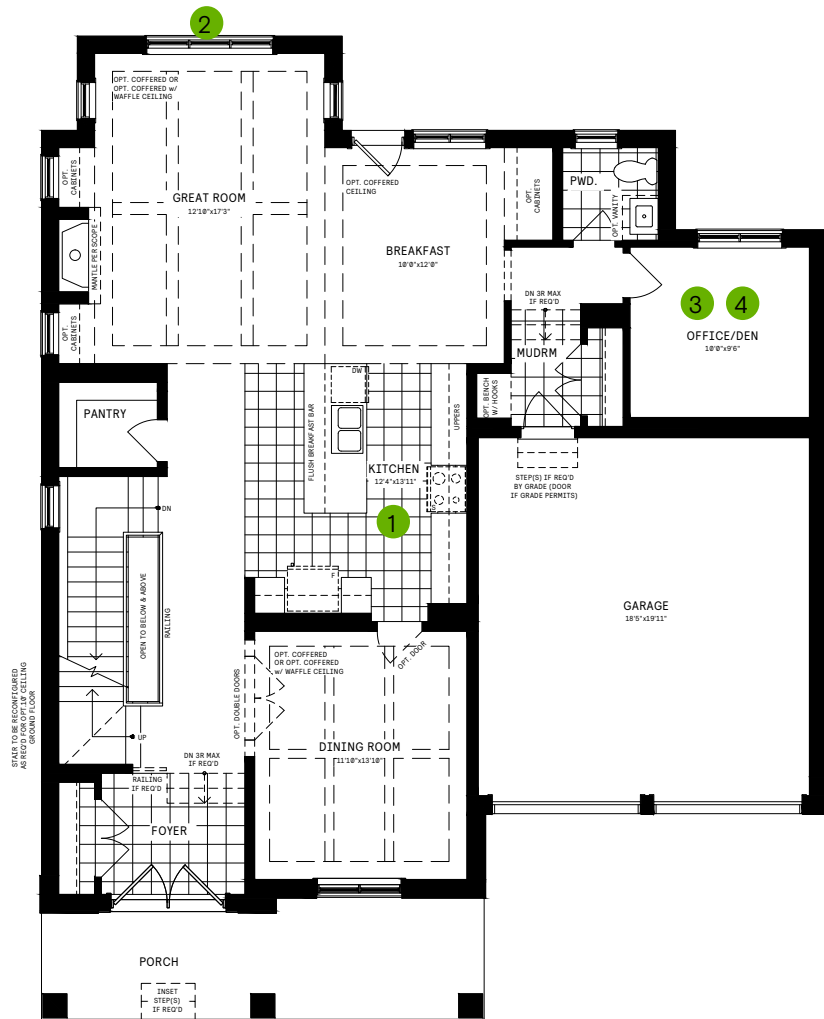 2
OPT. COFFERED OR
OPT. COFFERED w/
WAFFLE CEILING
OPT.
CABINETS
GREAT ROOM
12'10"x17'3"
MANTLE PER SCOPE
OPT.
CABINETS
OPT. COFFERED
CEILING
BREAKFAST
10'0"x12'0"
OPT.
CABINETS
PWD.
OPT. VANITY
3
4
OFFICE/DEN
10'0"x9'6"
DN 3R MAX
IF REQ'D
MUDRM
OPT. BENCH
W/ HOOKS
STEP(S) IF REQ'D
BY GRADE (DOOR
IF GRADE PERMITS)
PANTRY
DW
FLUSH BREAKFAST BAR
UPPERS
KITCHEN
12'4"x13'11"
S
1
F
DN
OPEN TO BELOW & ABOVE
RAILING
UP
STAIR TO BE RECONFIGURED
AS REQ'D FOR OPT.10' CEILING
GROUND FLOOR
GARAGE
18'5"x19'11"
OPT. COFFERED
OR OPT. COFFERED
w/ WAFFLE CEILING
OPT. DOOR
OPT. DOUBLE DOORS
DINING ROOM
11'10"x13'10"
DN 3R MAX
IF REQ'D
RAILING
IF REQ'D
FOYER
PORCH
INSET
STEP(S)
IF REQ'D